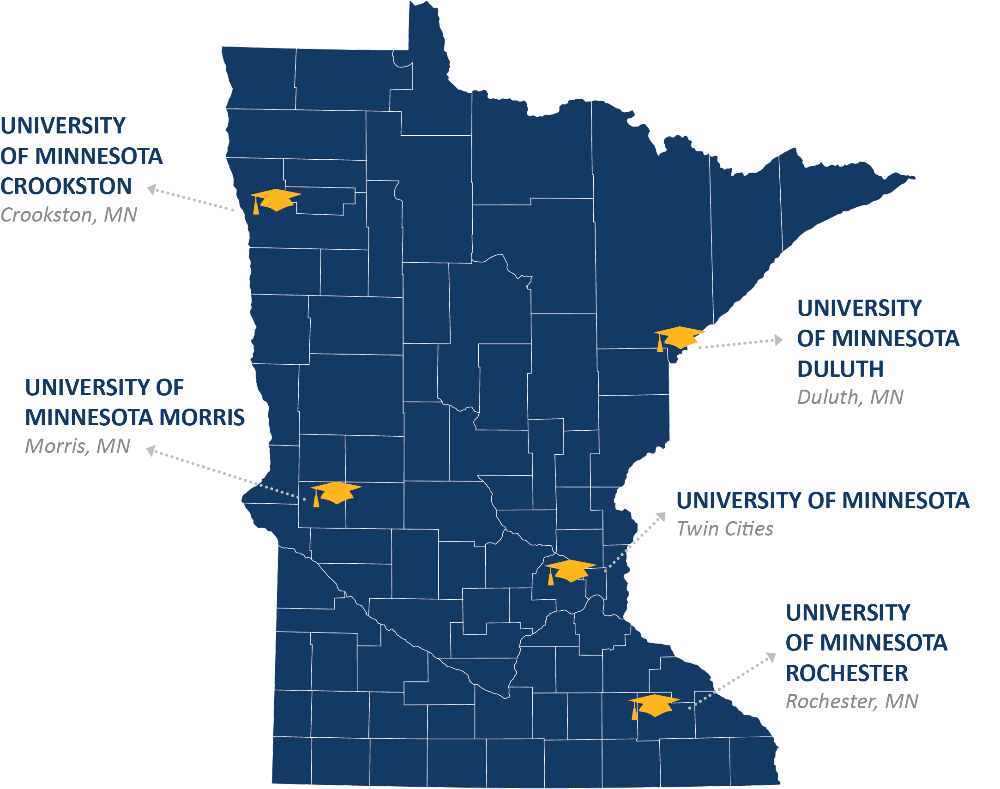 UNIVERSITY
OF MINNESOTA
CROOKSTON
Crookston, MN
UNIVERSITY
OF MINNESOTA
DULUTH
Duluth, MN
UNIVERSITY OF
MINNESOTA MORRIS
Morris, MN
UNIVERSITY OF MINNESOTA
Twin Cities
UNIVERSITY
OF MINNESOTA
ROCHESTER
Rochester, MN